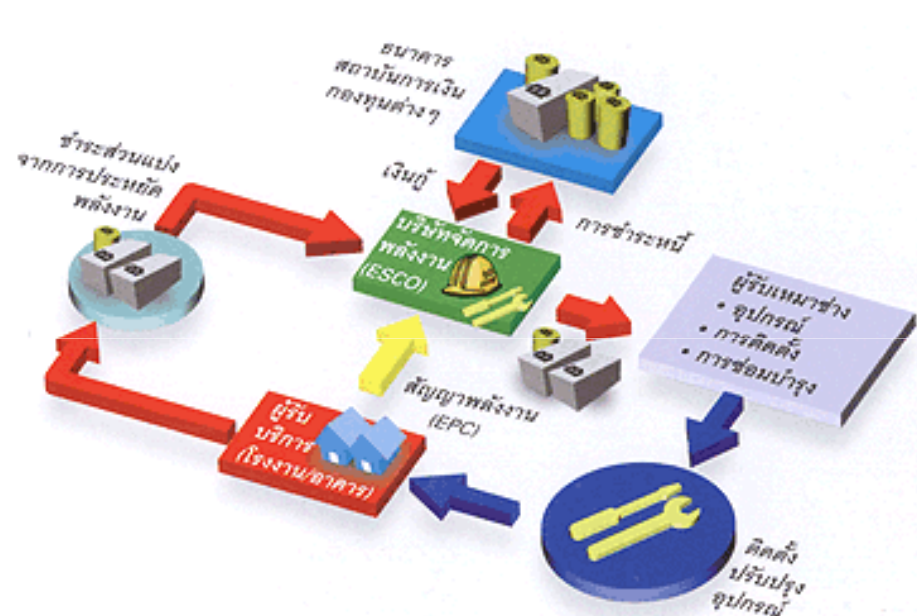 ธนาคาร
สถาบันการเงิน
กองทุนต่างๆ
ชำระส่วนแบ่ง
จากการประหยัด
พลังงาน
เงินกู้
การชำระหนี้
บริษัทจัดการ
พลังงาน
(ESCO)
ผู้รับเหมาช่าง
• อุปกรณ์
• การติดตั้ง
• การซ่อมบำรุง
สัญญาพลังงาน
(EPC)
ผู้รับ
บริการ
(โรงงาน/อาคาร)
ติดตั้ง
ปรับปรุง
อุปกรณ์